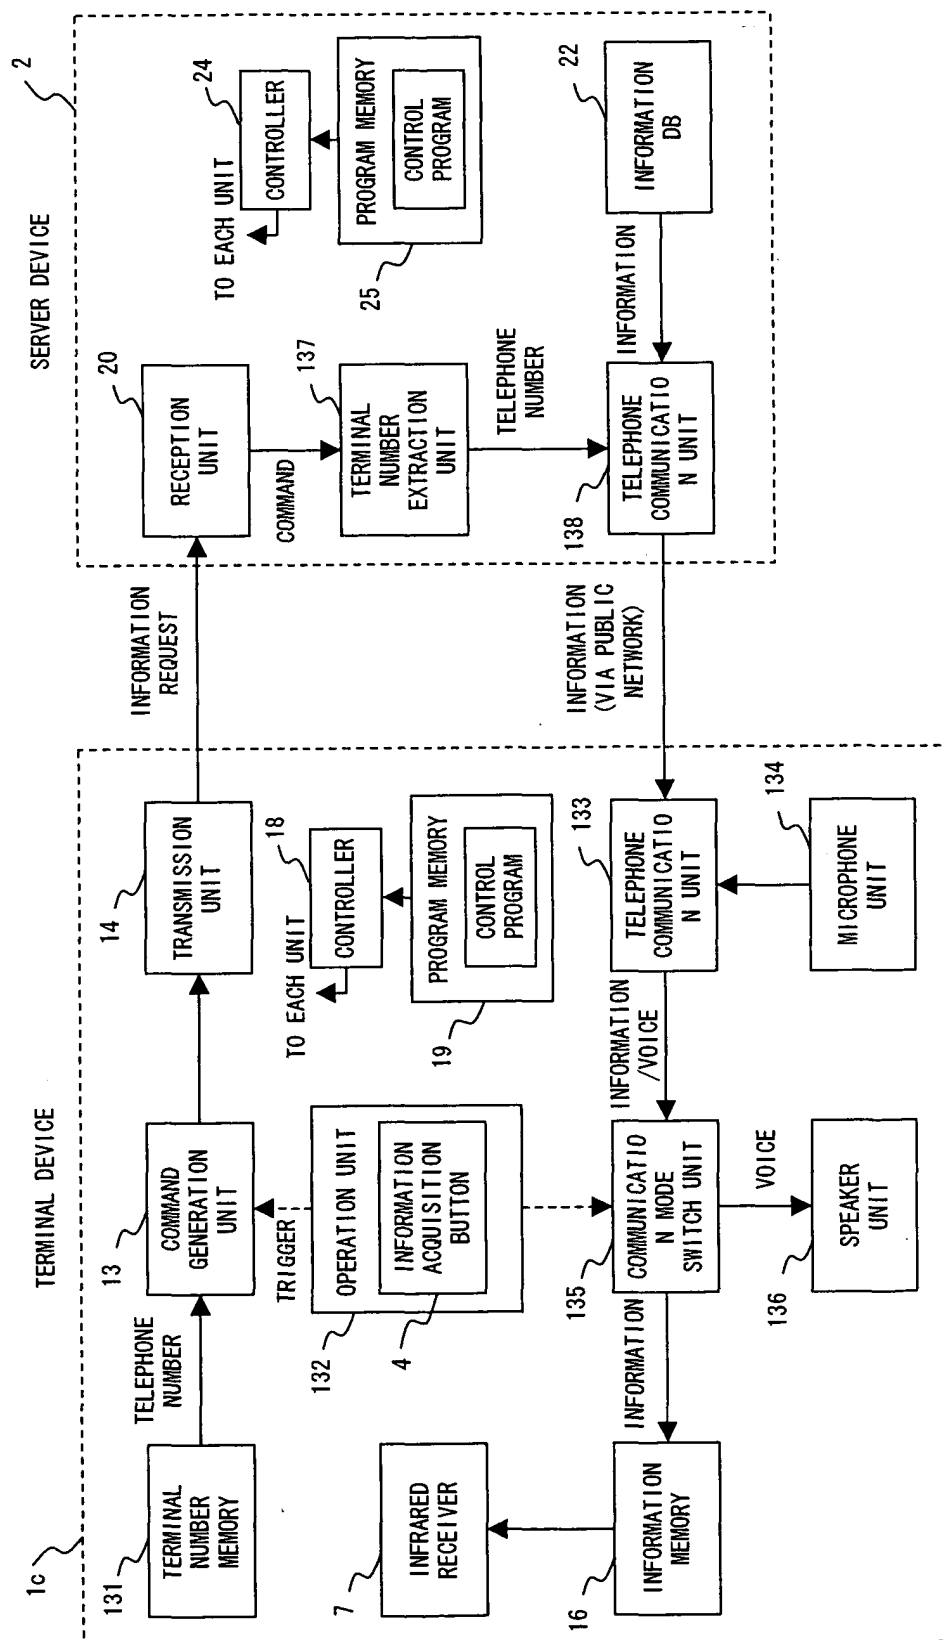 TERMINAL DEVICE
SERVER DEVICE
1c
2
131
TERMINAL
NUMBER
MEMORY
TELEPHONE
NUMBER
13
COMMAND
GENERATION
UNIT
14
TRANSMISSION
UNIT
INFORMATION
REQUEST
20
RECEPTION
UNIT
COMMAND
TO EACH UNIT
24
CONTROLLER
PROGRAM MEMORY
CONTROL
PROGRAM
25
137
TERMINAL
NUMBER
EXTRACTION
UNIT
TELEPHONE
NUMBER
TRIGGER
132
OPERATION UNIT
4
INFORMATION
ACQUISITION
BUTTON
TO EACH UNIT
18
CONTROLLER
PROGRAM MEMORY
CONTROL
PROGRAM
19
7
INFRARED
RECEIVER
16
INFORMATION
MEMORY
INFORMATION
135
COMMUNICATIO
N MODE
SWITCH UNIT
INFORMATION
/VOICE
133
TELEPHONE
COMMUNICATIO
N UNIT
INFORMATION
(VIA PUBLIC
NETWORK)
138
TELEPHONE
COMMUNICATIO
N UNIT
INFORMATION
22
INFORMATION
DB
VOICE
136
SPEAKER
UNIT
134
MICROPHONE
UNIT